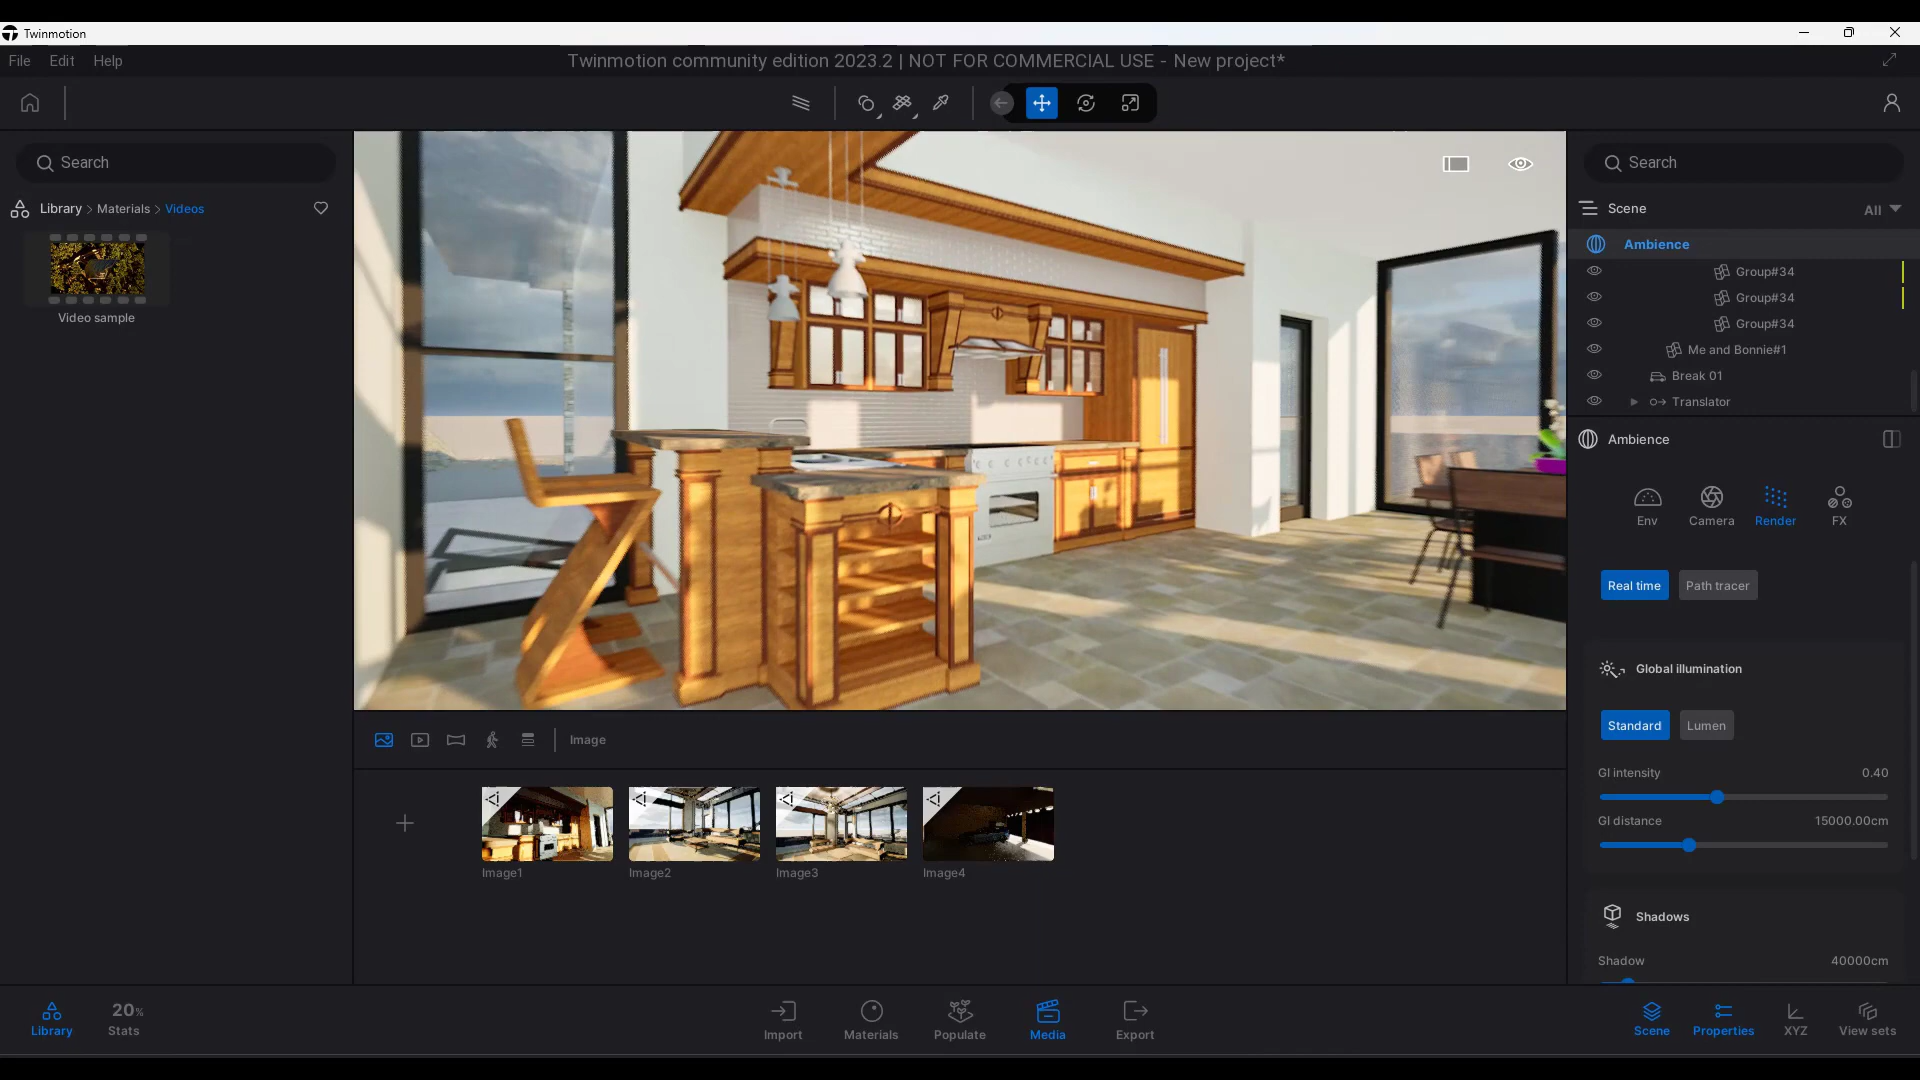 Twinmotion
File Edit Help
Twinmotion community edition 2023.2 | NOT FOR COMMERCIAL USE - New project*
Search
Library > Materials > Videos
Video sample
Search
Scene
All
Ambience
Group#34
Group#34
Group#34
Me and Bonnie#1
Break 01
Translator
Ambience
Env Camera Render FX
Real time Path tracer
Global illumination
Standard Lumen
GI intensity 0.40
GI distance 15000.00cm
Shadows
Shadow 40000cm
Image
Image1 Image2 Image3 Image4
Library
20%
Stats
Import Materials Populate Media Export
Scene Properties XYZ View sets